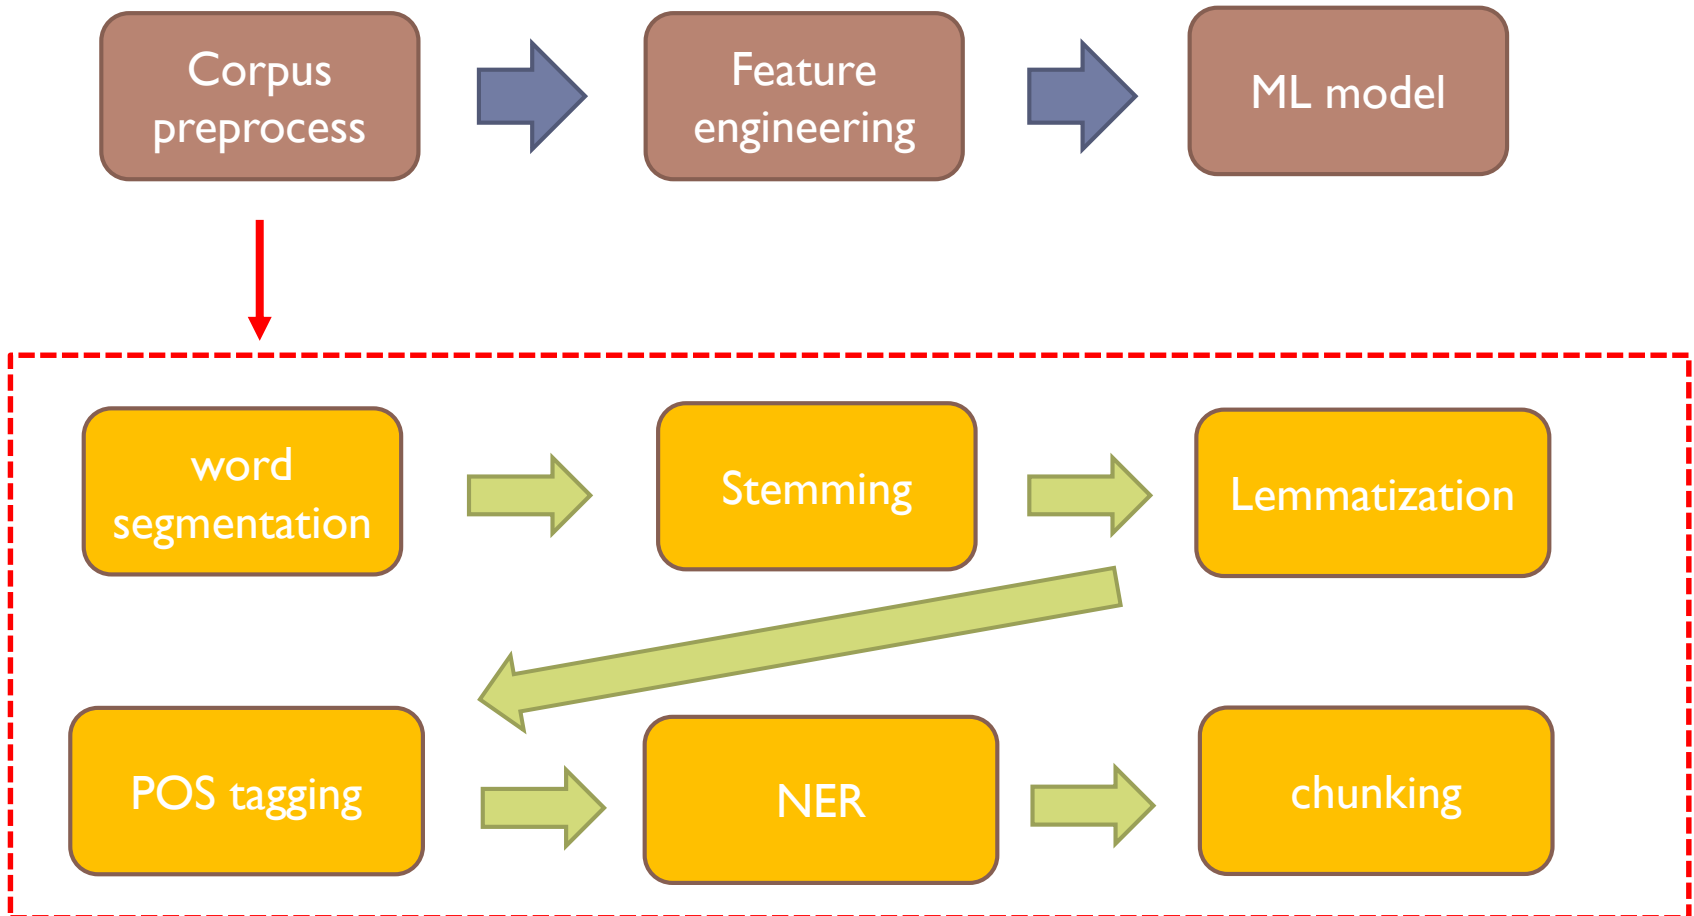 Corpus
preprocess
Feature
engineering
ML model
word
segmentation
Stemming
Lemmatization
POS tagging
NER
chunking